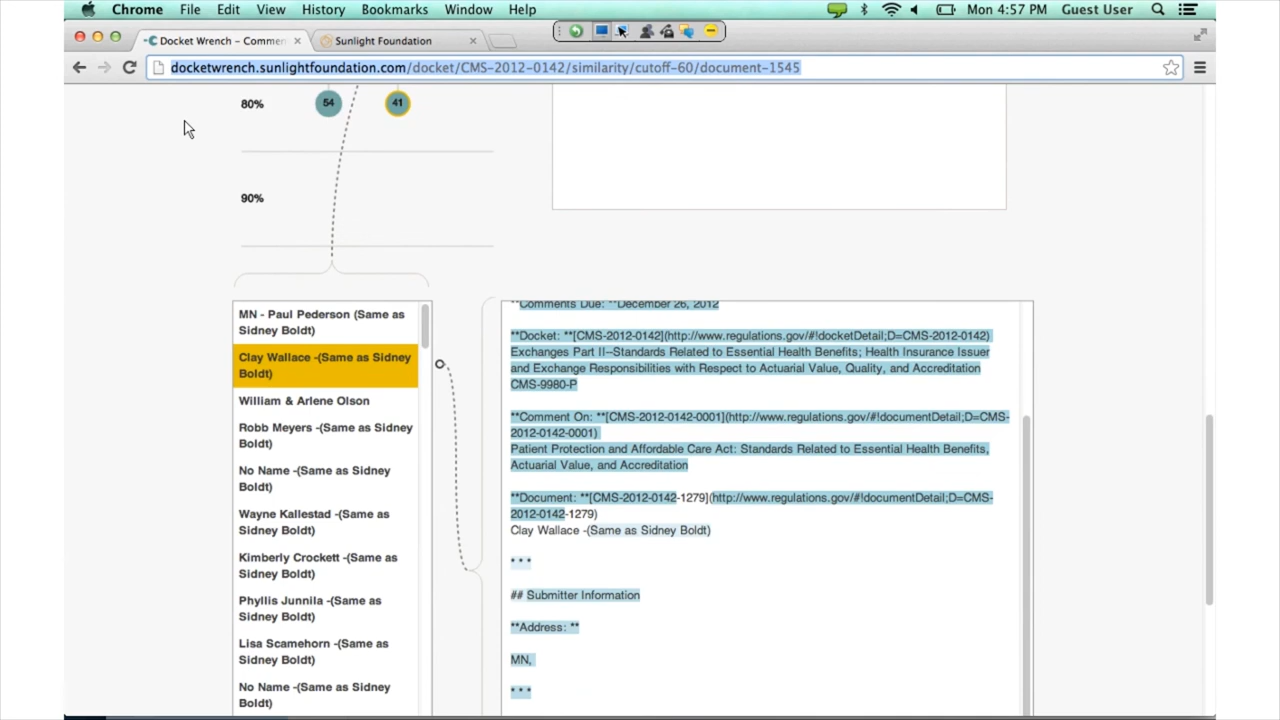 Chrome File Edit View History Bookmarks Window Help Mon 4:57 PM Guest User
Docket Wrench – Commen Sunlight Foundation
docketwrench.sunlightfoundation.com/docket/CMS-2012-0142/similarity/cutoff-60/document-1545
80% 54 41
90%
MN - Paul Pederson (Same as
Sidney Boldt)
Clay Wallace -(Same as Sidney
Boldt)
William & Arlene Olson
Robb Meyers -(Same as Sidney
Boldt)
No Name -(Same as Sidney
Boldt)
Wayne Kallestad -(Same as
Sidney Boldt)
Kimberly Crockett -(Same as
Sidney Boldt)
Phyllis Junnila -(Same as
Sidney Boldt)
Lisa Scamehorn -(Same as
Sidney Boldt)
No Name -(Same as Sidney
Boldt)
**Comments Due: **December 26, 2012
**Docket: **[CMS-2012-0142](http://www.regulations.gov/#!docketDetail;D=CMS-2012-0142)
Exchanges Part II--Standards Related to Essential Health Benefits; Health Insurance Issuer
and Exchange Responsibilities with Respect to Actuarial Value, Quality, and Accreditation
CMS-9980-P
**Comment On: **[CMS-2012-0142-0001](http://www.regulations.gov/#!documentDetail;D=CMS-
2012-0142-0001)
Patient Protection and Affordable Care Act: Standards Related to Essential Health Benefits,
Actuarial Value, and Accreditation
**Document: **[CMS-2012-0142-1279](http://www.regulations.gov/#!documentDetail;D=CMS-
2012-0142-1279)
Clay Wallace -(Same as Sidney Boldt)
* * *
## Submitter Information
**Address: **
MN,
* * *